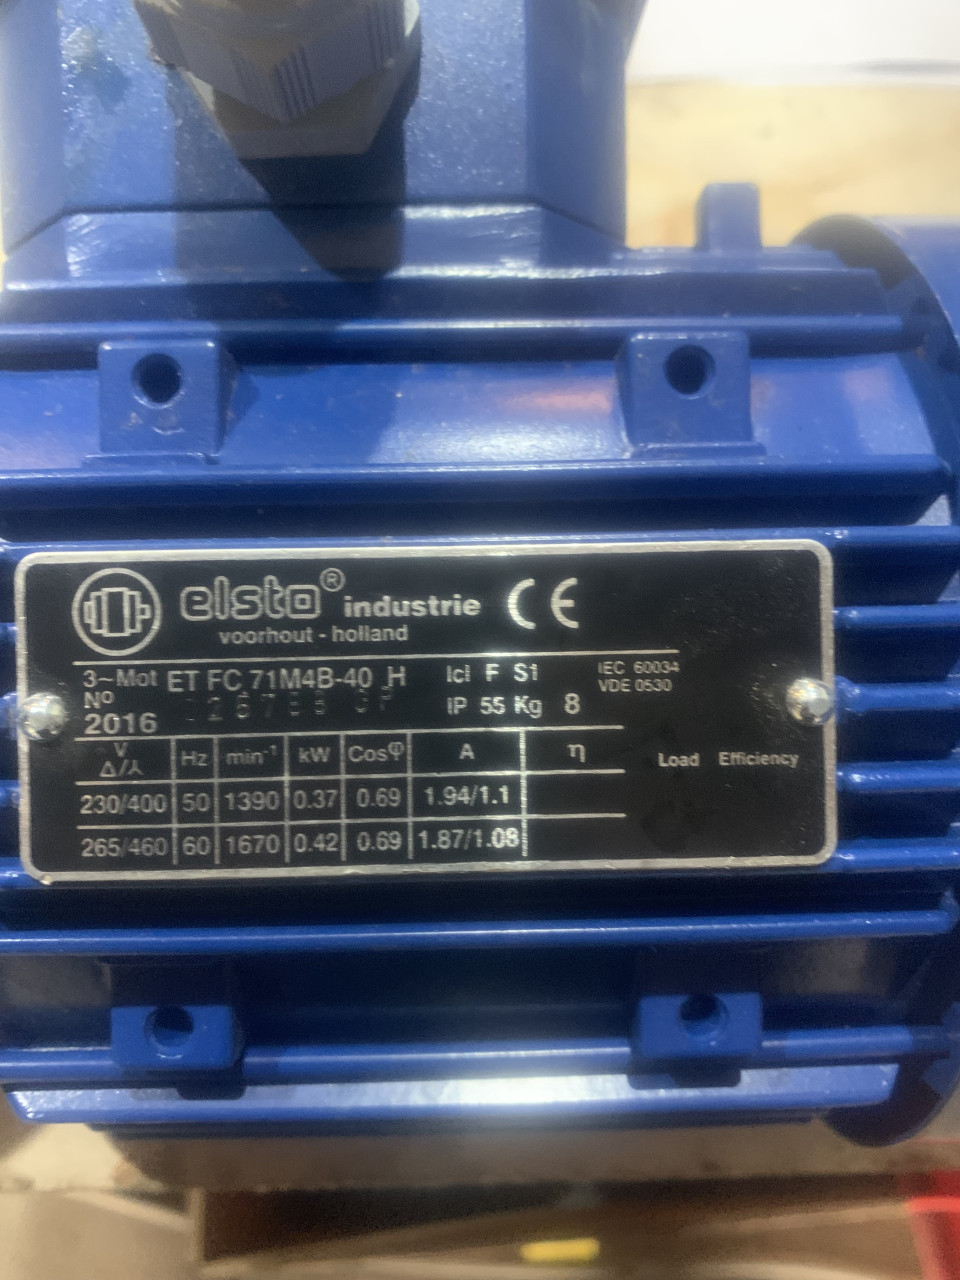 elsto® industrie CE
voorhout - holland
3~Mot ET FC 71M4B-40 H Icl F S1 IEC 60034
Nº IP 55 Kg 8 VDE 0530
2016
V Δ/⅄ Hz min⁻¹ kW Cosφ A η Load Efficiency
230/400 50 1390 0.37 0.69 1.94/1.1
265/460 60 1670 0.42 0.69 1.87/1.08